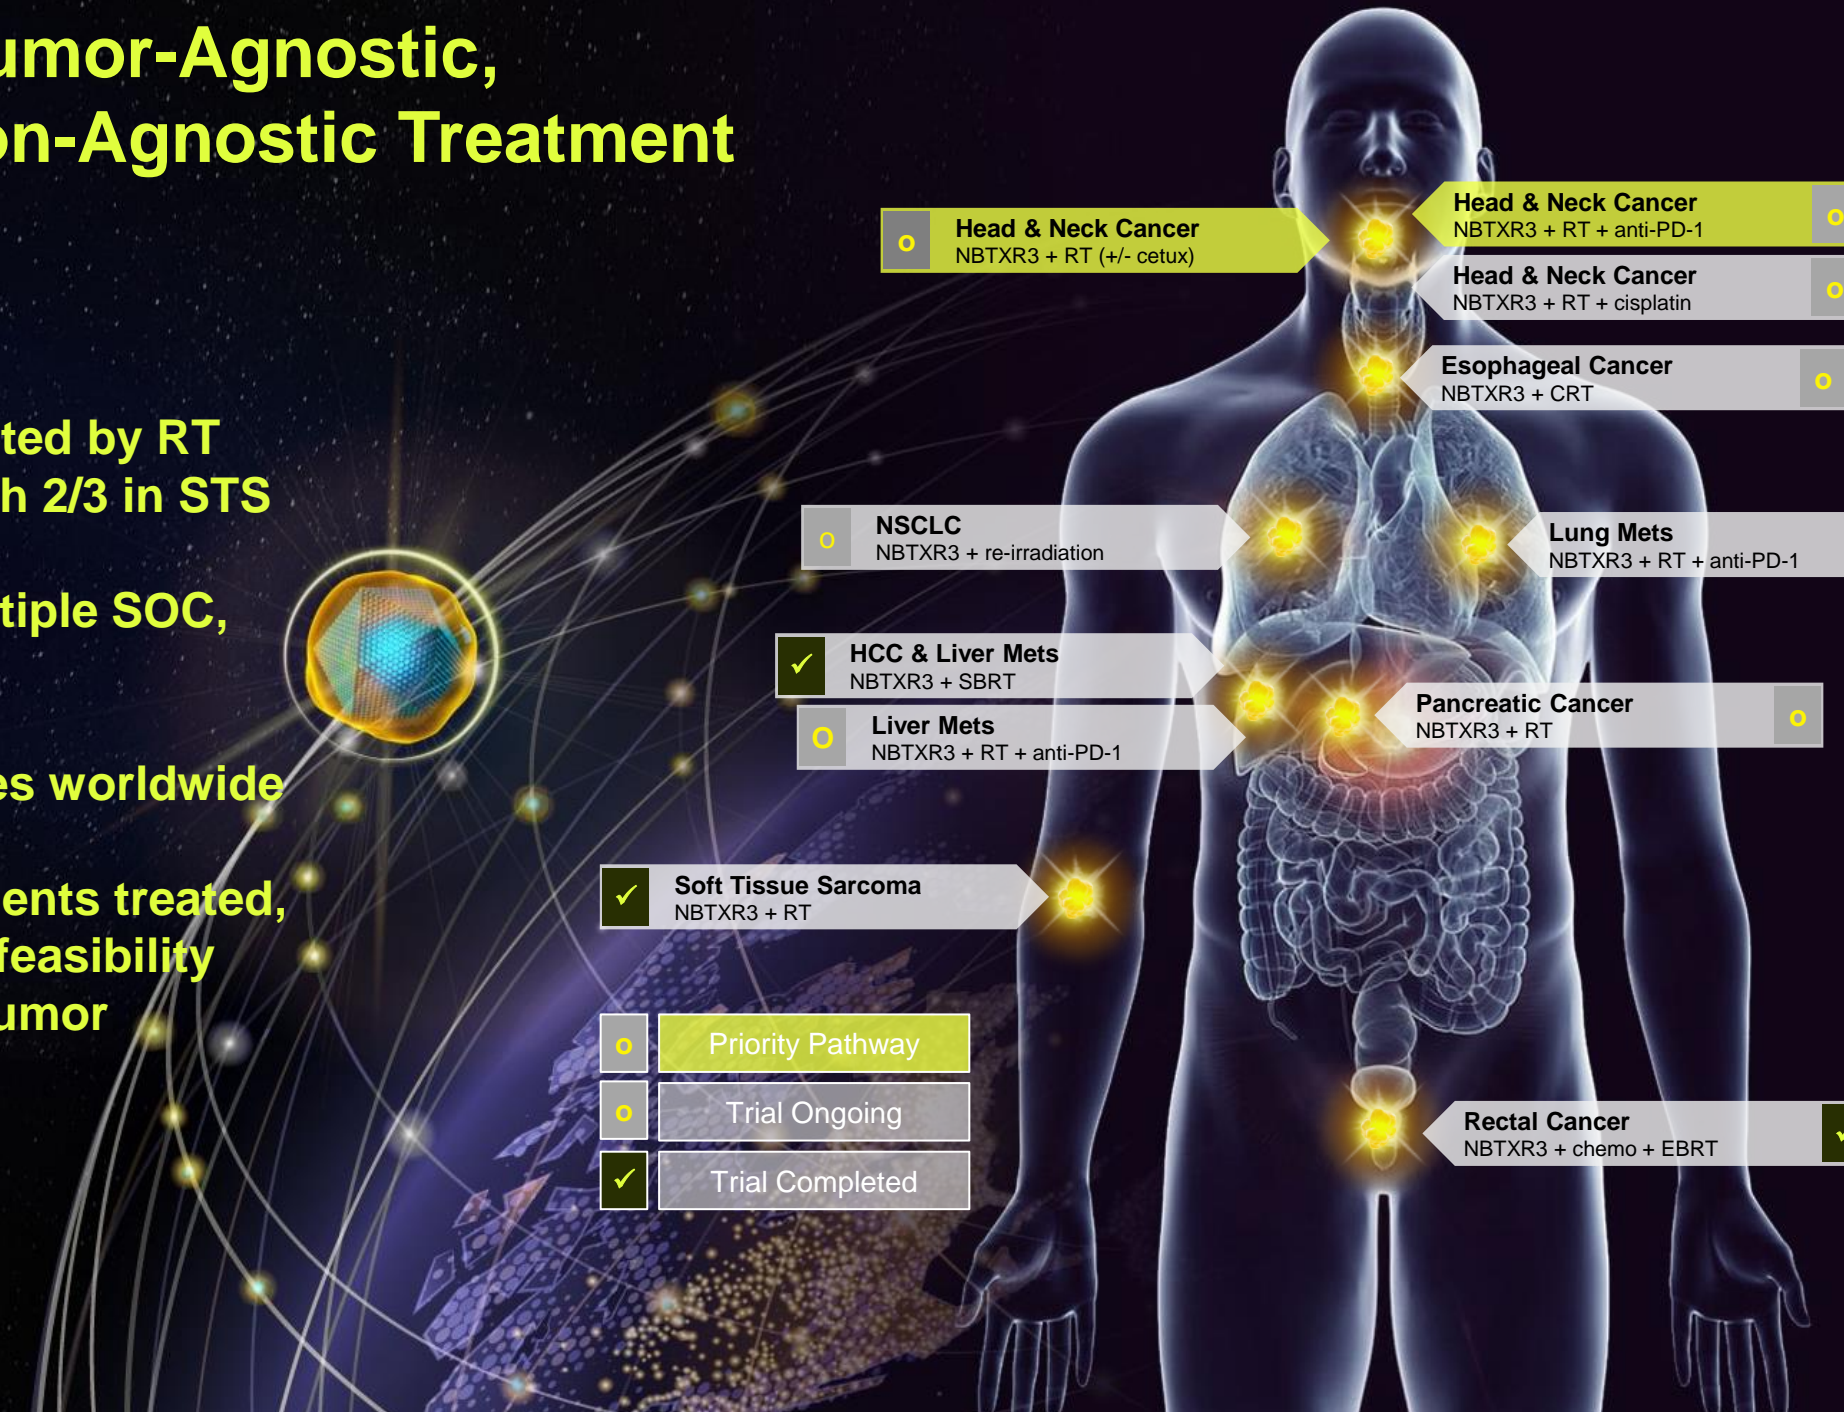 umor-Agnostic,
on-Agnostic Treatment
ted by RT
h 2/3 in STS
tiple SOC,
es worldwide
ents treated,
feasibility
umor
o
Head & Neck Cancer
NBTXR3 + RT (+/- cetux)
Head & Neck Cancer
NBTXR3 + RT + anti-PD-1
o
Head & Neck Cancer
NBTXR3 + RT + cisplatin
o
Esophageal Cancer
NBTXR3 + CRT
o
o
NSCLC
NBTXR3 + re-irradiation
Lung Mets
NBTXR3 + RT + anti-PD-1
✓
HCC & Liver Mets
NBTXR3 + SBRT
O
Liver Mets
NBTXR3 + RT + anti-PD-1
Pancreatic Cancer
NBTXR3 + RT
o
✓
Soft Tissue Sarcoma
NBTXR3 + RT
o
Priority Pathway
o
Trial Ongoing
✓
Trial Completed
Rectal Cancer
NBTXR3 + chemo + EBRT
✓